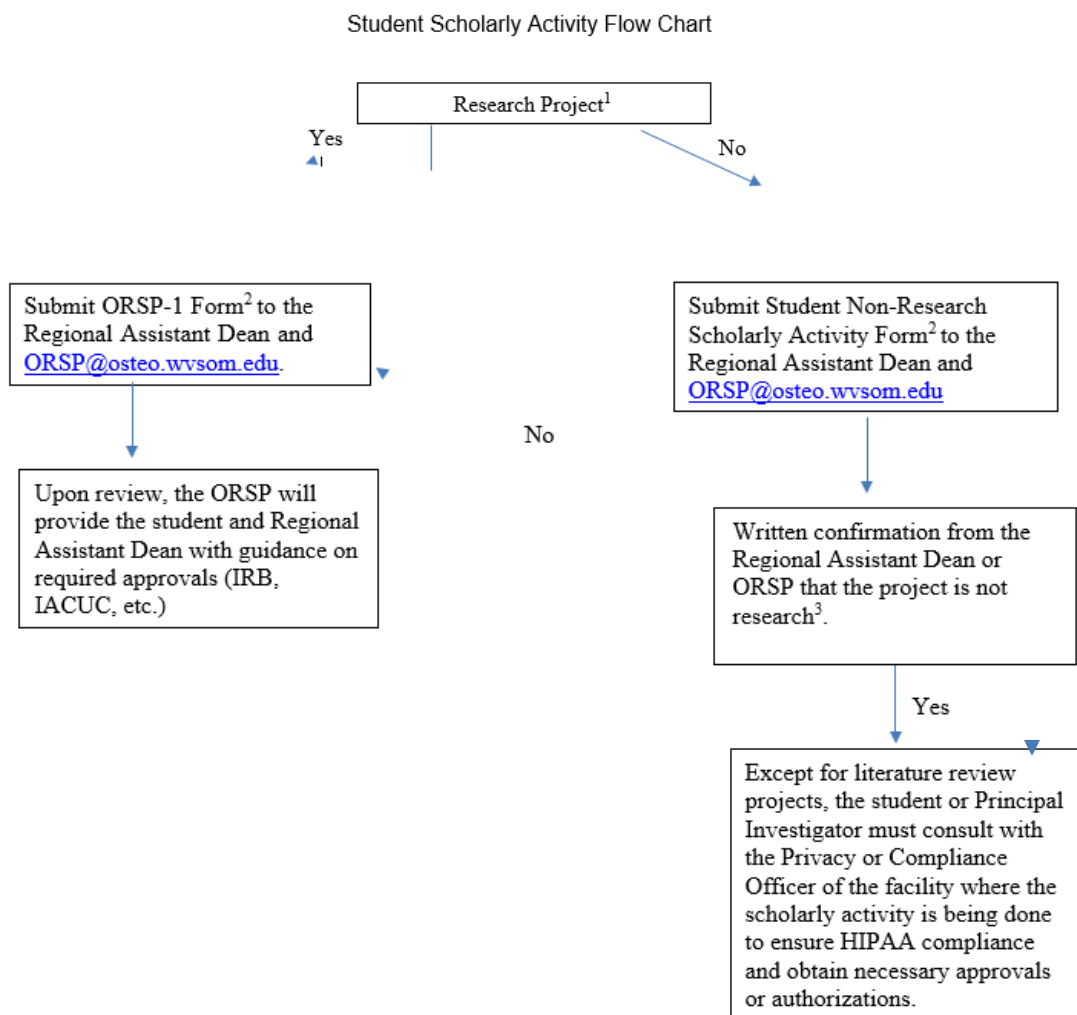 Student Scholarly Activity Flow Chart
Research Project¹
Yes
No
Submit ORSP-1 Form² to the
Regional Assistant Dean and
ORSP@osteo.wvsom.edu.
Submit Student Non-Research
Scholarly Activity Form² to the
Regional Assistant Dean and
ORSP@osteo.wvsom.edu
No
Upon review, the ORSP will
provide the student and Regional
Assistant Dean with guidance on
required approvals (IRB,
IACUC, etc.)
Written confirmation from the
Regional Assistant Dean or
ORSP that the project is not
research³.
Yes
Except for literature review
projects, the student or Principal
Investigator must consult with
the Privacy or Compliance
Officer of the facility where the
scholarly activity is being done
to ensure HIPAA compliance
and obtain necessary approvals
or authorizations.